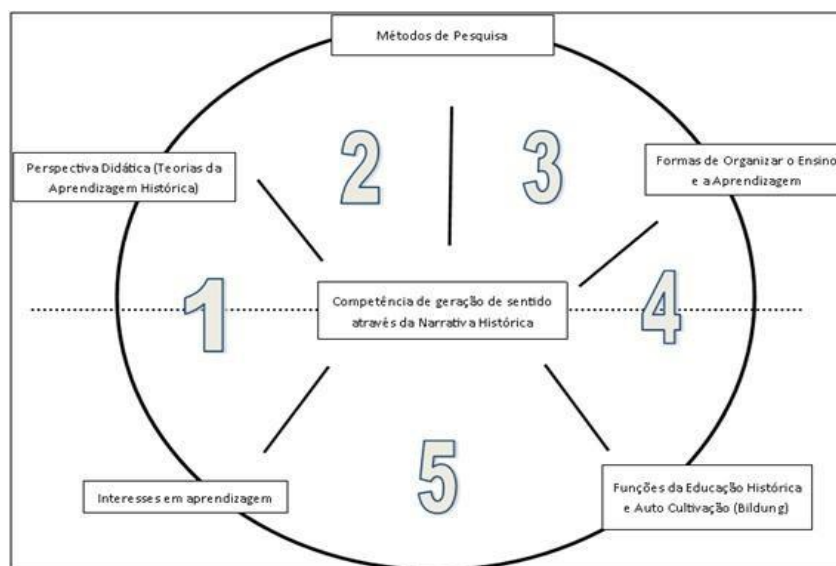 Métodos de Pesquisa
2
3
Perspectiva Didática (Teorias da
Aprendizagem Histórica)
Formas de Organizar o Ensino
e a Aprendizagem
1
Competência de geração de sentido
através da Narrativa Histórica
4
Interesses em aprendizagem
5
Funções da Educação Histórica
e Auto Cultivação (Bildung)